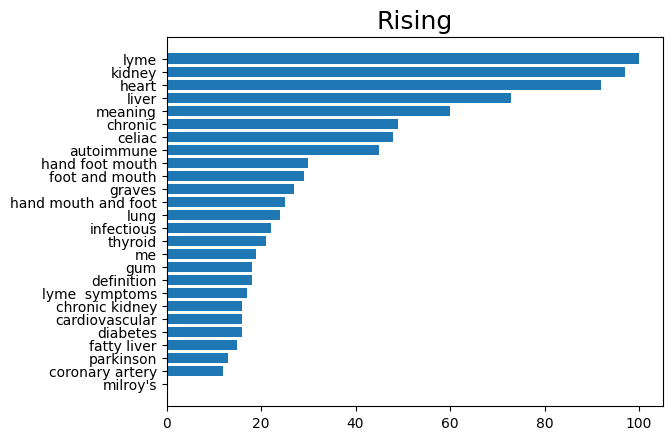 Rising
lyme
kidney
heart
liver
meaning
chronic
celiac
autoimmune
hand foot mouth
foot and mouth
graves
hand mouth and foot
lung
infectious
thyroid
me
gum
definition
lyme  symptoms
chronic kidney
cardiovascular
diabetes
fatty liver
parkinson
coronary artery
milroy's
0 20 40 60 80 100